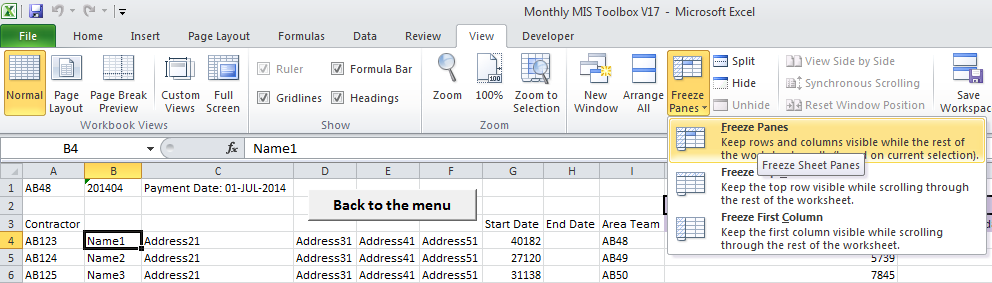 Monthly MIS Toolbox V17 - Microsoft Excel
File Home Insert Page Layout Formulas Data Review View Developer
Normal Page Layout Page Break Preview Custom Views Full Screen
Workbook Views
Ruler Formula Bar
Gridlines Headings
Show
Zoom 100% Zoom to Selection
Zoom
New Window Arrange All Freeze Panes
Split
Hide
Unhide
View Side by Side
Synchronous Scrolling
Reset Window Position
Save
Freeze Panes
Keep rows and columns visible while the rest of
the current selection).
Freeze Sheet Panes
Freeze
Keep the top row visible while scrolling through
the rest of the worksheet.
Freeze First Column
Keep the first column visible while scrolling
through the rest of the worksheet.
B4 fx Name1
A B C D E F G H I
1 AB48 201404 Payment Date: 01-JUL-2014
2
Back to the menu
3 Contractor Start Date End Date Area Team
4 AB123 Name1 Address21 Address31 Address41 Address51 40182 AB48
5 AB124 Name2 Address21 Address31 Address41 Address51 27120 AB49 5739
6 AB125 Name3 Address21 Address31 Address41 Address51 31138 AB50 7845